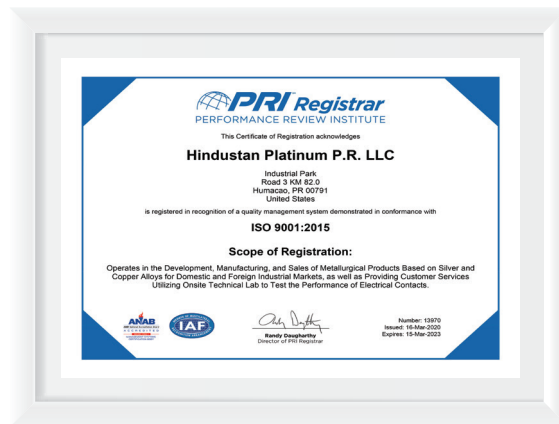 PRI Registrar
PERFORMANCE REVIEW INSTITUTE
This Certificate of Registration acknowledges
Hindustan Platinum P.R. LLC
Industrial Park
Road 3 KM 82.0
Humacao, PR 00791
United States
is registered in recognition of a quality management system demonstrated in conformance with
ISO 9001:2015
Scope of Registration:
Operates in the Development, Manufacturing, and Sales of Metallurgical Products Based on Silver and
Copper Alloys for Domestic and Foreign Industrial Markets, as well as Providing Customer Services
Utilizing Onsite Technical Lab to Test the Performance of Electrical Contacts.
ANAB
ACCREDITED
IAF
Randy Daugharthy
Director of PRI Registrar
Number: 13970
Issued: 16-Mar-2020
Expires: 15-Mar-2023